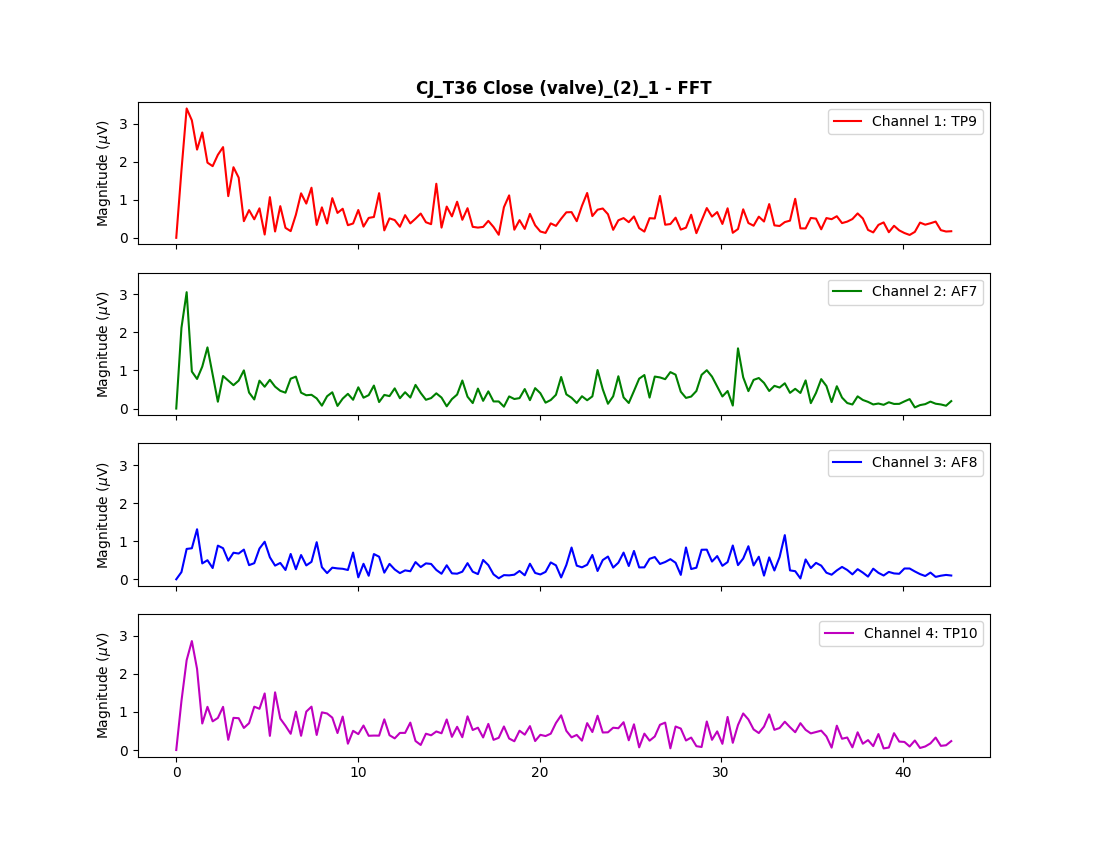 CJ_T36 Close (valve)_(2)_1 - FFT
Magnitude (μV)
3
2
1
0
Channel 1: TP9
Magnitude (μV)
3
2
1
0
Channel 2: AF7
Magnitude (μV)
3
2
1
0
Channel 3: AF8
Magnitude (μV)
3
2
1
0
Channel 4: TP10
0 10 20 30 40